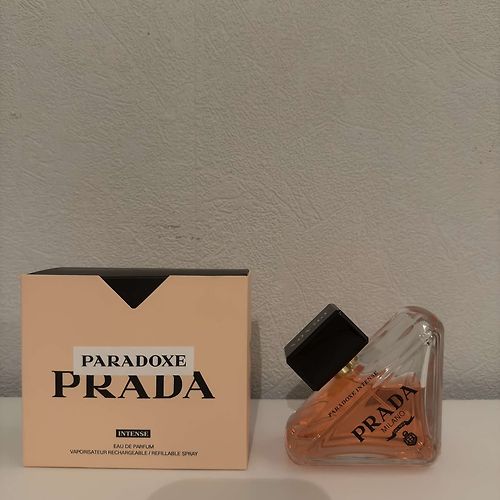 PARADOXE
PRADA
INTENSE
EAU DE PARFUM
VAPORISATEUR RECHARGEABLE / REFILLABLE SPRAY
PARADOXE INTENSE
PRADA
MILANO